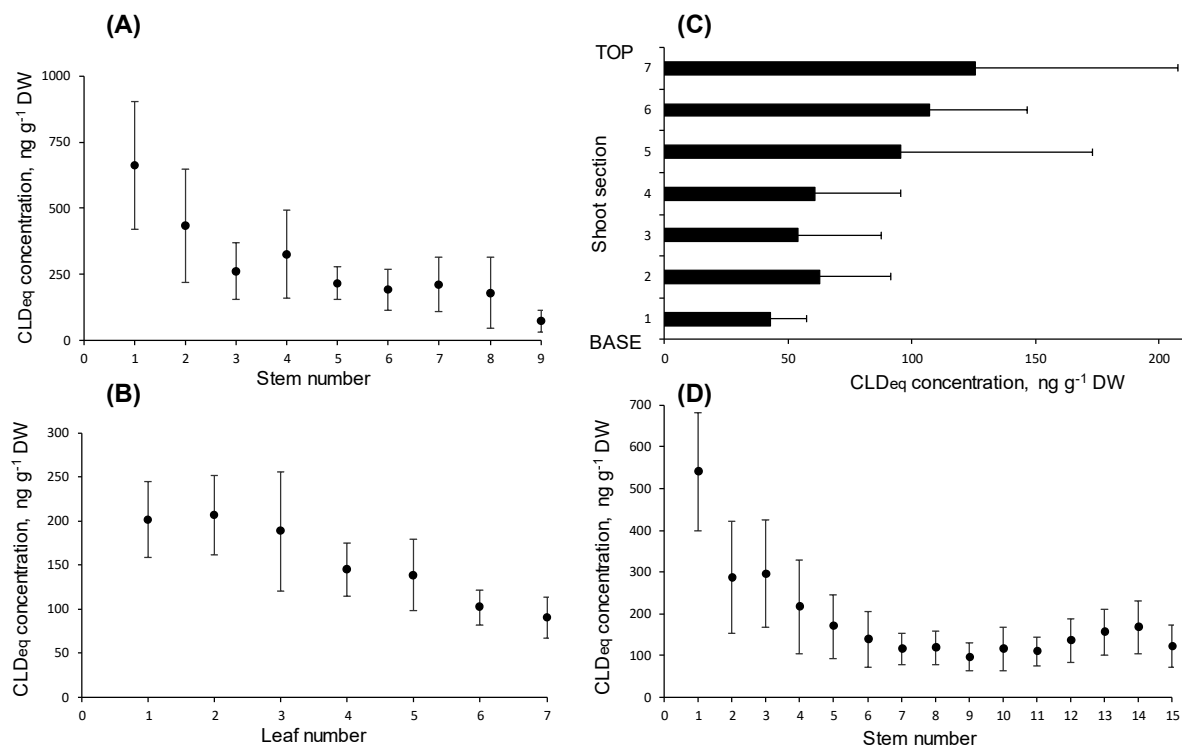 (A)
CLDeq concentration, ng g-1 DW
1000
750
500
250
0
0 1 2 3 4 5 6 7 8 9
Stem number
(B)
CLDeq concentration, ng g-1 DW
300
250
200
150
100
50
0
0 1 2 3 4 5 6 7
Leaf number
(C)
TOP
Shoot section
7
6
5
4
3
2
1
BASE
0 50 100 150 200
CLDeq concentration, ng g-1 DW
(D)
CLDeq concentration, ng g-1 DW
700
600
500
400
300
200
100
0
0 1 2 3 4 5 6 7 8 9 10 11 12 13 14 15
Stem number